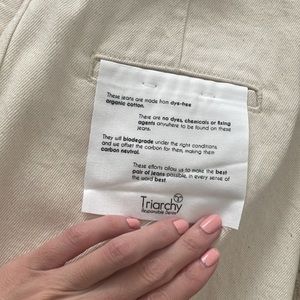 These jeans are made from dye-free
organic cotton.
There are no dyes, chemicals or fixing
agents anywhere to be found on these
jeans.
They will biodegrade under the right conditions
and we offset the carbon for them, making them
carbon neutral.
These efforts allow us to make the best
pair of jeans possible, in every sense of
the word best.
Triarchy
Responsible Denim